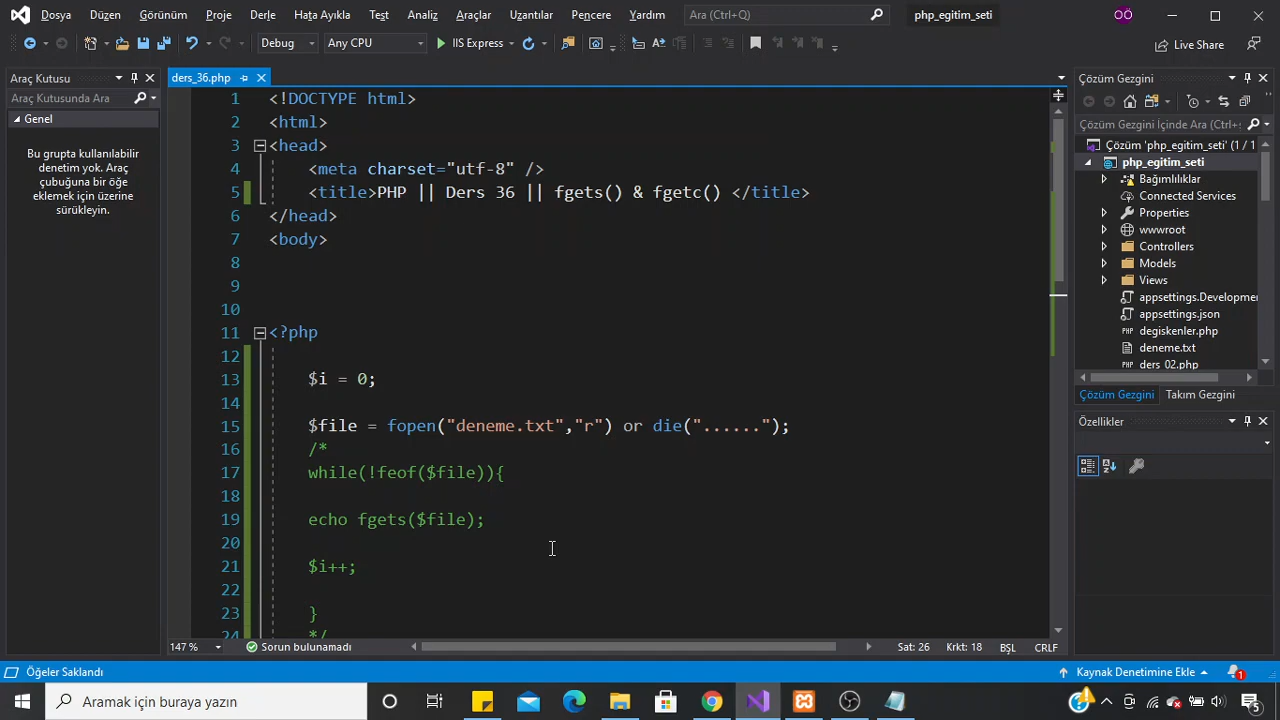 Dosya Düzen Görünüm Proje Derle Hata Ayıkla Test Analiz Araçlar Uzantılar Pencere Yardım Ara (Ctrl+Q) php_egitim_seti OÖ
Debug Any CPU IIS Express Live Share
Araç Kutusu
Araç Kutusunda Ara
Genel
Bu grupta kullanılabilir
denetim yok. Araç
çubuğuna bir öğe
eklemek için üzerine
sürükleyin.
ders_36.php
1 <!DOCTYPE html>
2 <html>
3 <head>
4 <meta charset="utf-8" />
5 <title>PHP || Ders 36 || fgets() & fgetc() </title>
6 </head>
7 <body>
8
9
10
11 <?php
12
13 $i = 0;
14
15 $file = fopen("deneme.txt","r") or die("......");
16 /*
17 while(!feof($file)){
18
19 echo fgets($file);
20
21 $i++;
22
23 }
24 */
147 % Sorun bulunamadı Sat: 26 Krkt: 18 BŞL CRLF
Çözüm Gezgini
Çözüm Gezgini İçinde Ara (Ctrl+ş
Çözüm 'php_egitim_seti' (1 / 1
php_egitim_seti
Bağımlılıklar
Connected Services
Properties
wwwroot
Controllers
Models
Views
appsettings.Developme
appsettings.json
degiskenler.php
deneme.txt
ders_02.php
Çözüm Gezgini Takım Gezgini
Özellikler
Öğeler Saklandı Kaynak Denetimine Ekle 1
Aramak için buraya yazın 5